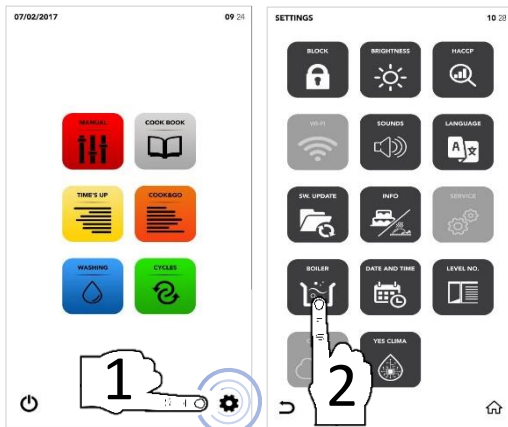 07/02/2017 09 24
MANUAL COOK BOOK
TIME'S UP COOK&GO
WASHING CYCLES
1
SETTINGS 10 28
BLOCK BRIGHTNESS HACCP
WI-FI SOUNDS LANGUAGE
A
SW. UPDATE INFO SERVICE
BOILER DATE AND TIME LEVEL NO.
YES CLIMA
2